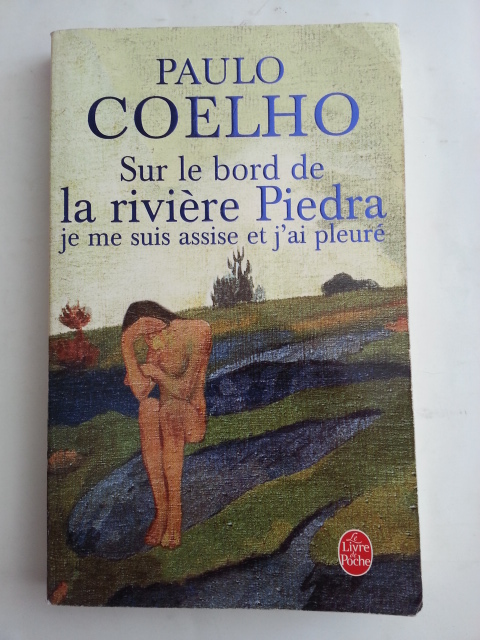 PAULO
COELHO
Sur le bord de
la rivière Piedra
je me suis assise et j'ai pleuré
Le
Livre
de
Poche